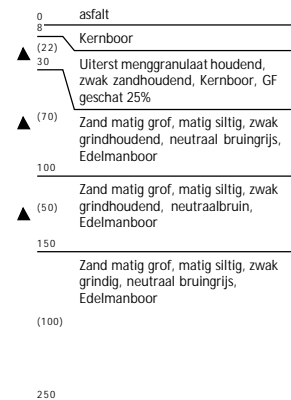 0 asfalt
8
Kernboor
(22)
30
Uiterst menggranulaat houdend,
zwak zandhoudend, Kernboor, GF
geschat 25%
(70)
Zand matig grof, matig siltig, zwak
grindhoudend, neutraal bruingrijs,
Edelmanboor
100
Zand matig grof, matig siltig, zwak
(50) grindhoudend, neutraalbruin,
Edelmanboor
150
Zand matig grof, matig siltig, zwak
grindig, neutraal bruingrijs,
Edelmanboor
(100)
250